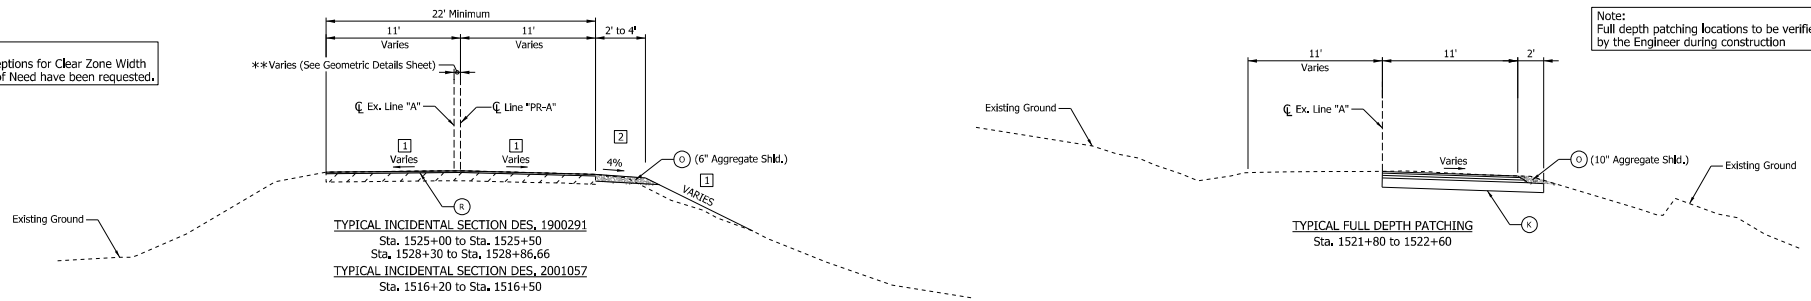 ptions for Clear Zone Width
of Need have been requested.
22' Minimum
11'
Varies
11'
Varies
2' to 4'
**Varies (See Geometric Details Sheet)
℄ Ex. Line "A"
℄ Line "PR-A"
1
Varies
1
Varies
2
4%
O (6" Aggregate Shld.)
1
VARIES
R
Existing Ground
TYPICAL INCIDENTAL SECTION DES. 1900291
Sta. 1525+00 to Sta. 1525+50
Sta. 1528+30 to Sta. 1528+86.66
TYPICAL INCIDENTAL SECTION DES. 2001057
Sta. 1516+20 to Sta. 1516+50
Note:
Full depth patching locations to be verifie
by the Engineer during construction
11'
Varies
11'
2'
Existing Ground
℄ Ex. Line "A"
Varies
O (10" Aggregate Shld.)
Existing Ground
K
TYPICAL FULL DEPTH PATCHING
Sta. 1521+80 to 1522+60